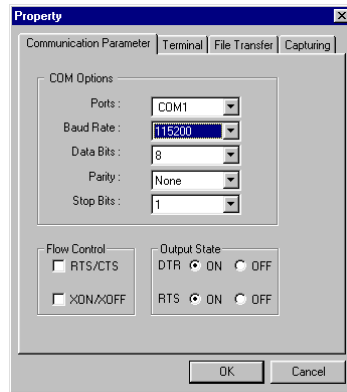 Property
Communication Parameter Terminal File Transfer Capturing
COM Options
Ports : COM1
Baud Rate : 115200
Data Bits : 8
Parity : None
Stop Bits : 1
Flow Control
RTS/CTS
XON/XOFF
Output State
DTR ON OFF
RTS ON OFF
OK Cancel